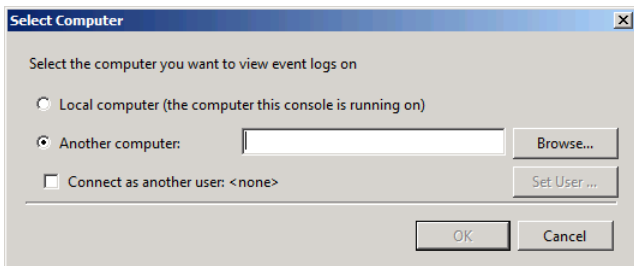 Select Computer
Select the computer you want to view event logs on
Local computer (the computer this console is running on)
Another computer: Browse...
Connect as another user: <none> Set User ...
OK Cancel